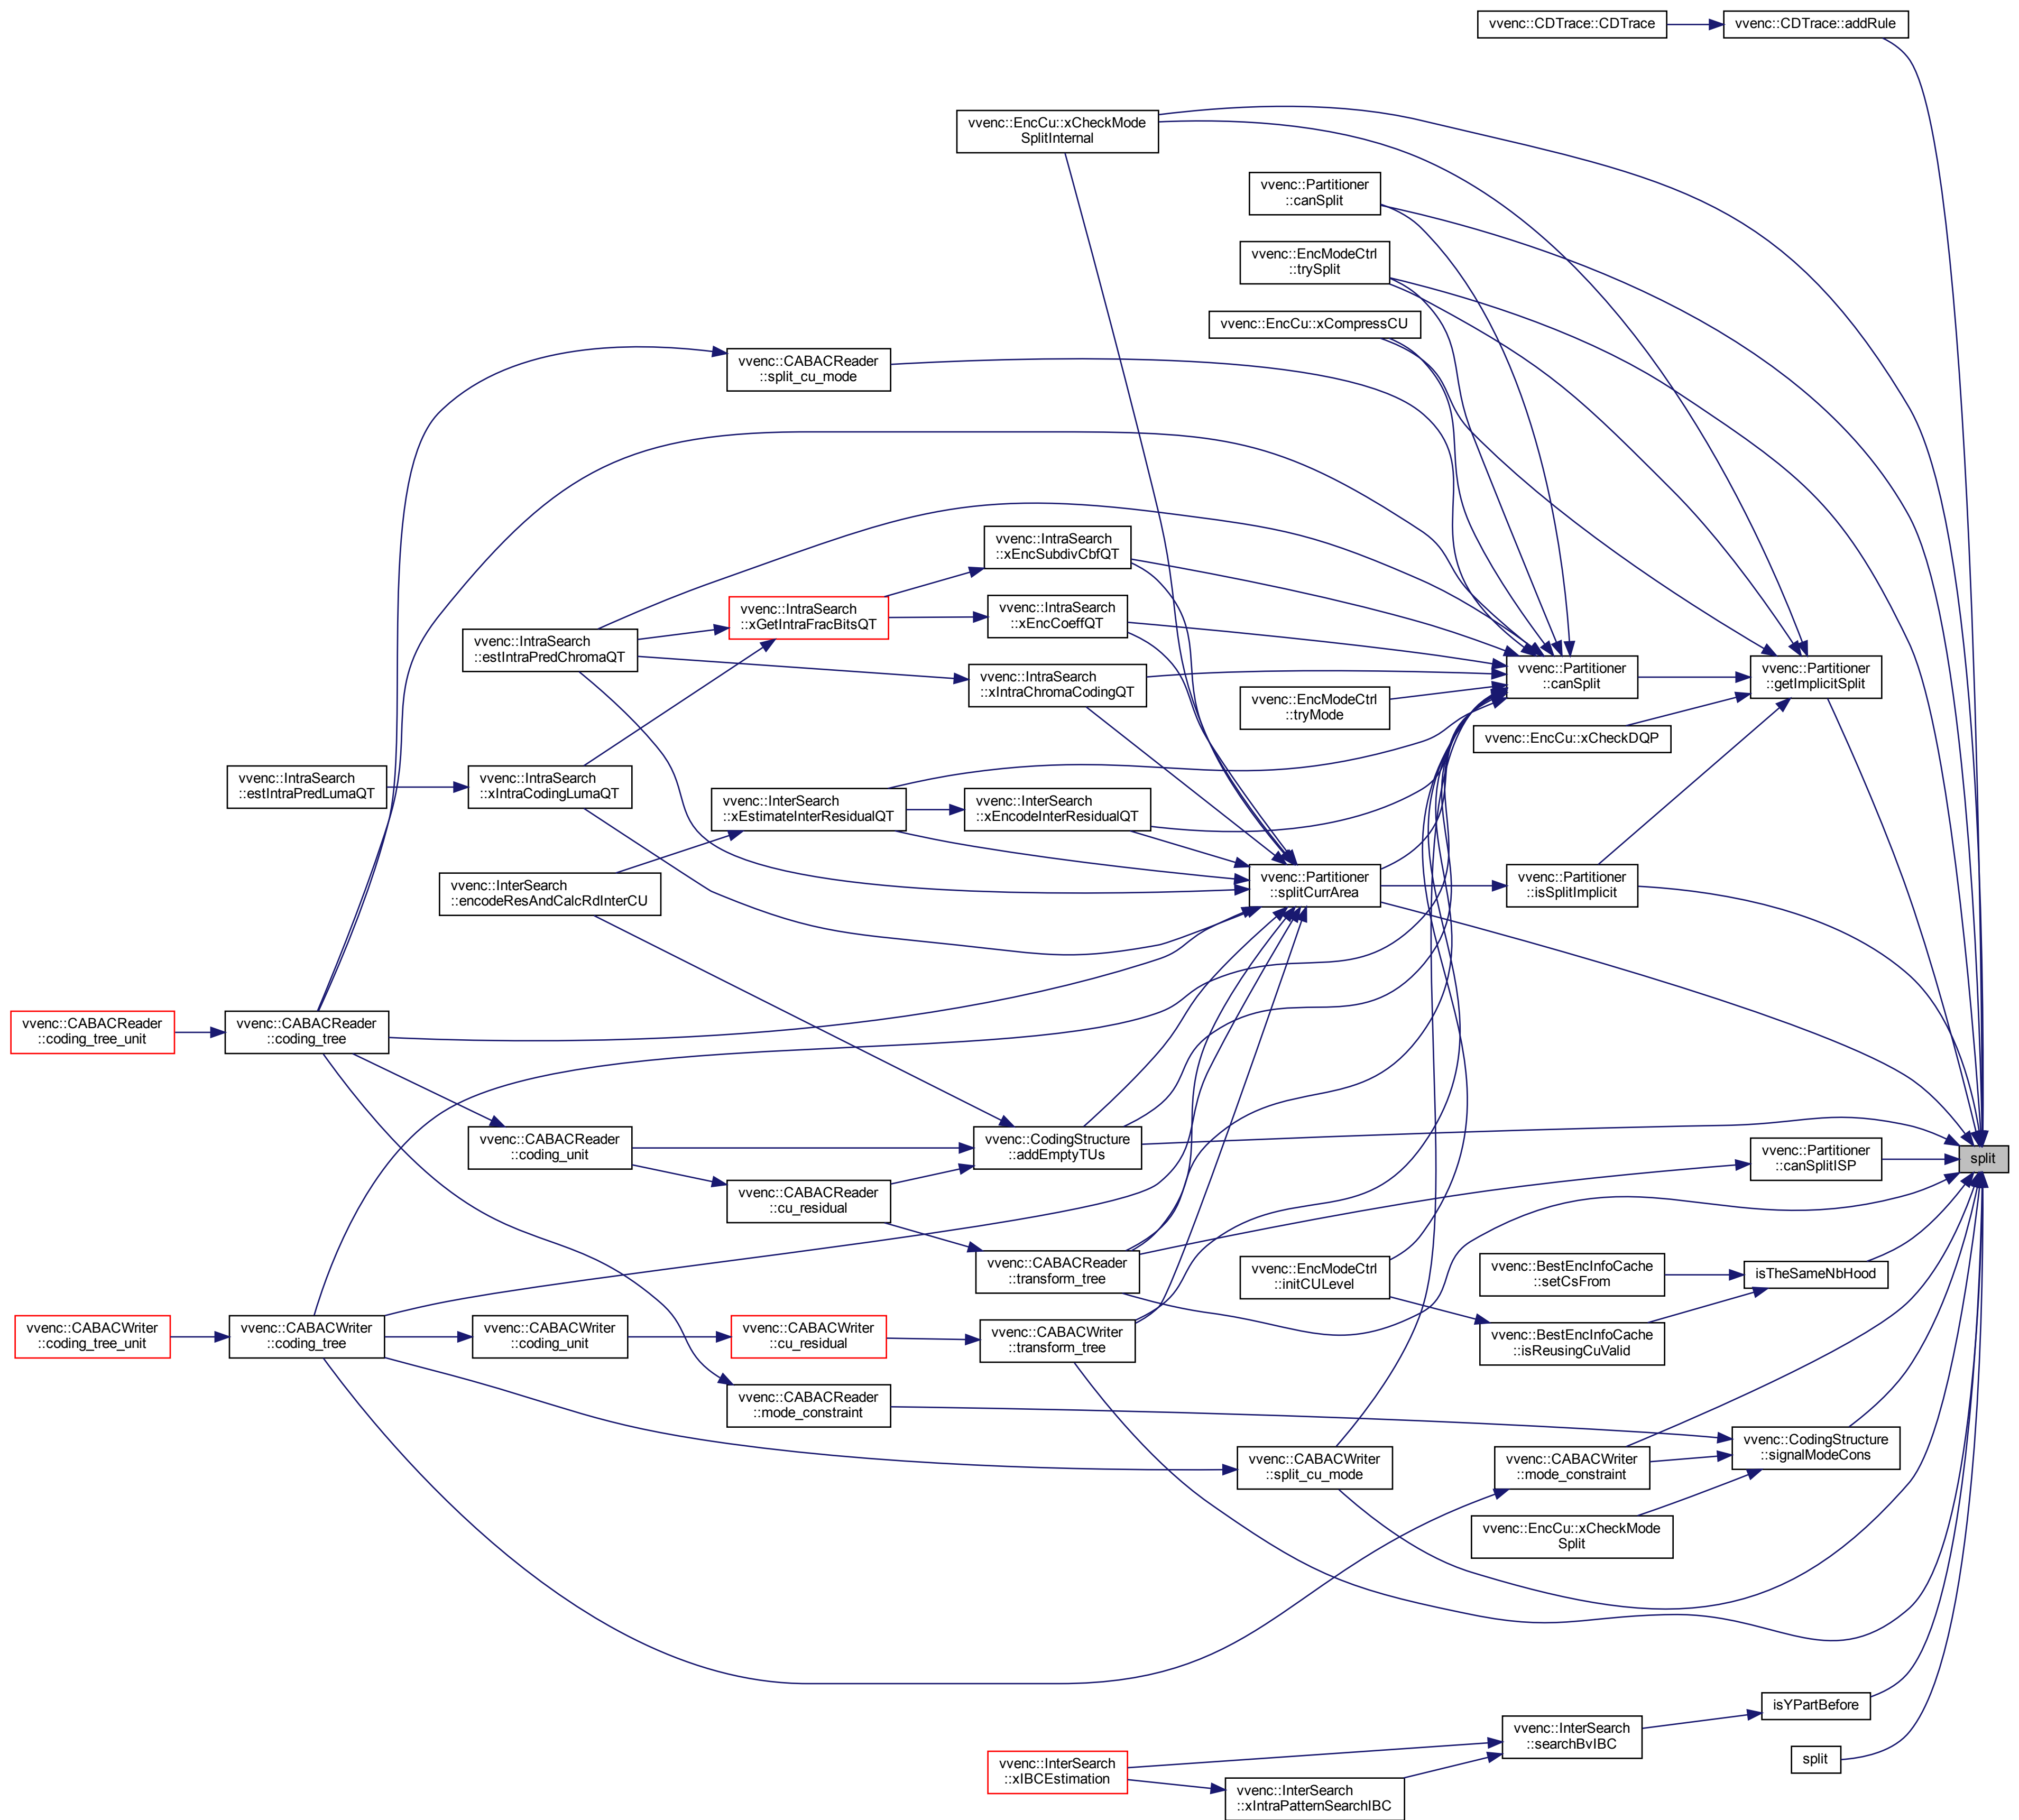 vvenc::CDTrace::CDTrace
vvenc::CDTrace::addRule
vvenc::EncCu::xCheckMode
SplitInternal
vvenc::Partitioner
::canSplit
vvenc::EncModeCtrl
::trySplit
vvenc::EncCu::xCompressCU
vvenc::CABACReader
::split_cu_mode
vvenc::IntraSearch
::xEncSubdivCbfQT
vvenc::IntraSearch
::xGetIntraFracBitsQT
vvenc::IntraSearch
::xEncCoeffQT
vvenc::IntraSearch
::estIntraPredChromaQT
vvenc::IntraSearch
::xIntraChromaCodingQT
vvenc::Partitioner
::canSplit
vvenc::Partitioner
::getImplicitSplit
vvenc::EncModeCtrl
::tryMode
vvenc::EncCu::xCheckDQP
vvenc::IntraSearch
::estIntraPredLumaQT
vvenc::IntraSearch
::xIntraCodingLumaQT
vvenc::InterSearch
::xEstimateInterResidualQT
vvenc::InterSearch
::xEncodeInterResidualQT
vvenc::InterSearch
::encodeResAndCalcRdInterCU
vvenc::Partitioner
::splitCurrArea
vvenc::Partitioner
::isSplitImplicit
vvenc::CABACReader
::coding_tree_unit
vvenc::CABACReader
::coding_tree
vvenc::CABACReader
::coding_unit
vvenc::CodingStructure
::addEmptyTUs
vvenc::Partitioner
::canSplitISP
split
vvenc::CABACReader
::cu_residual
vvenc::CABACReader
::transform_tree
vvenc::EncModeCtrl
::initCULevel
vvenc::BestEncInfoCache
::setCsFrom
isTheSameNbHood
vvenc::CABACWriter
::coding_tree_unit
vvenc::CABACWriter
::coding_tree
vvenc::CABACWriter
::coding_unit
vvenc::CABACWriter
::cu_residual
vvenc::CABACWriter
::transform_tree
vvenc::BestEncInfoCache
::isReusingCuValid
vvenc::CABACReader
::mode_constraint
vvenc::CABACWriter
::split_cu_mode
vvenc::CABACWriter
::mode_constraint
vvenc::CodingStructure
::signalModeCons
vvenc::EncCu::xCheckMode
Split
isYPartBefore
vvenc::InterSearch
::searchBvIBC
split
vvenc::InterSearch
::xIBCEstimation
vvenc::InterSearch
::xIntraPatternSearchIBC